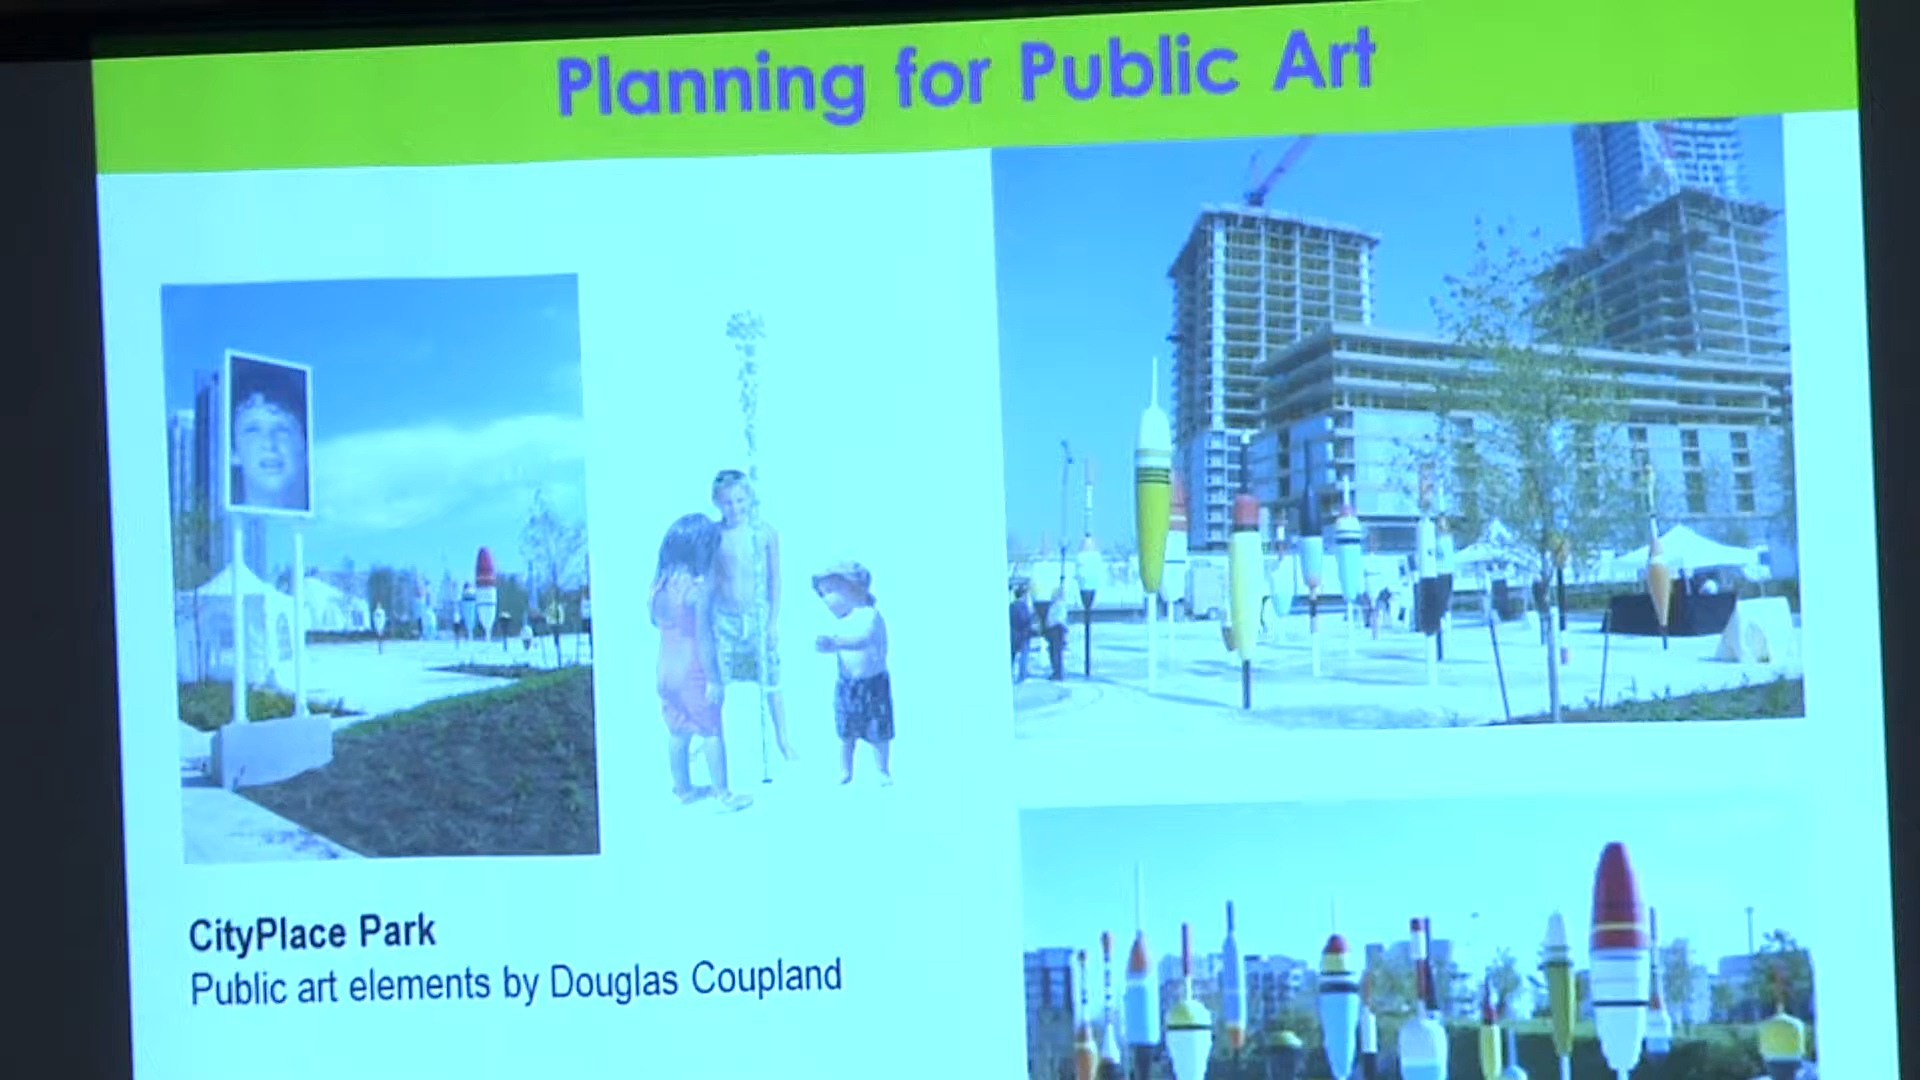 Planning for Public Art
CityPlace Park
Public art elements by Douglas Coupland